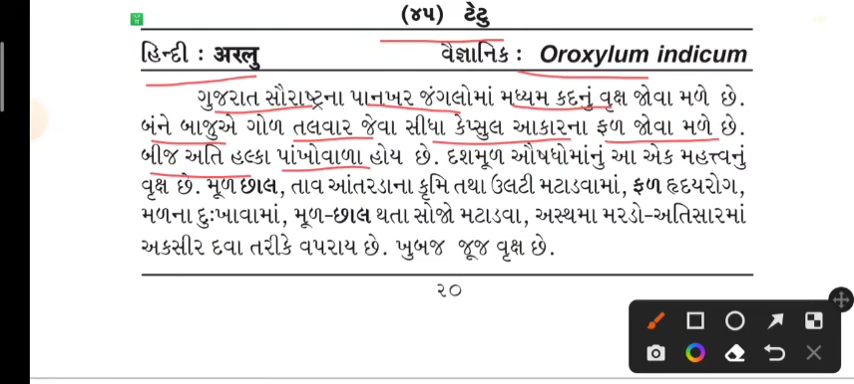 (૪૫) ટેટુ
હિન્દી : अरलु વૈજ્ઞાનિક : Oroxylum indicum
ગુજરાત સૌરાષ્ટ્રના પાનખર જંગલોમાં મધ્યમ કદનું વૃક્ષ જોવા મળે છે.
બંને બાજુએ ગોળ તલવાર જેવા સીધા કેપ્સુલ આકારના ફળ જોવા મળે છે.
બીજ અતિ હલ્કા પાંખોવાળા હોય છે. દશમૂળ ઔષધોમાંનું આ એક મહત્ત્વનું
વૃક્ષ છે. મૂળ છાલ, તાવ આંતરડાના કૃમિ તથા ઉલટી મટાડવામાં, ફળ હૃદયરોગ,
મળના દુઃખાવામાં, મૂળ-છાલ થતા સોજો મટાડવા, અસ્થમા મરડો-અતિસારમાં
અકસીર દવા તરીકે વપરાય છે. ખુબજ જૂજ વૃક્ષ છે.
૨૦